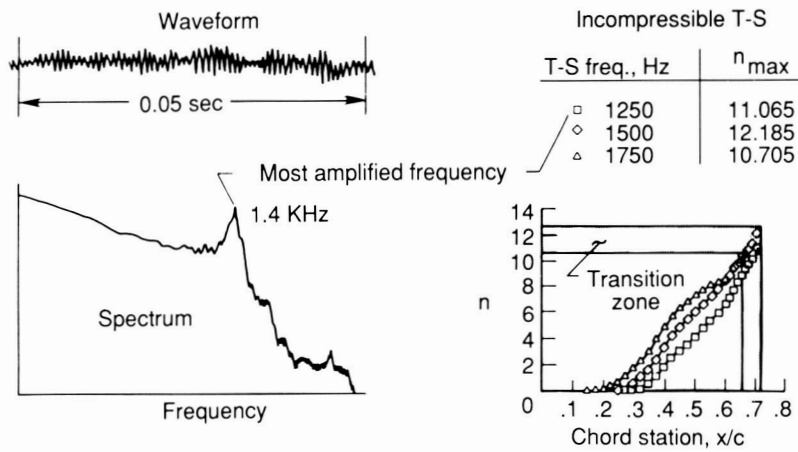 Waveform
0.05 sec
Incompressible T-S
T-S freq., Hz n max
□ 1250 11.065
◇ 1500 12.185
△ 1750 10.705
Most amplified frequency
1.4 KHz
Spectrum
Frequency
14
12
10
8
6
4
2
0
n
Transition
zone
.1 .2 .3 .4 .5 .6 .7 .8
Chord station, x/c